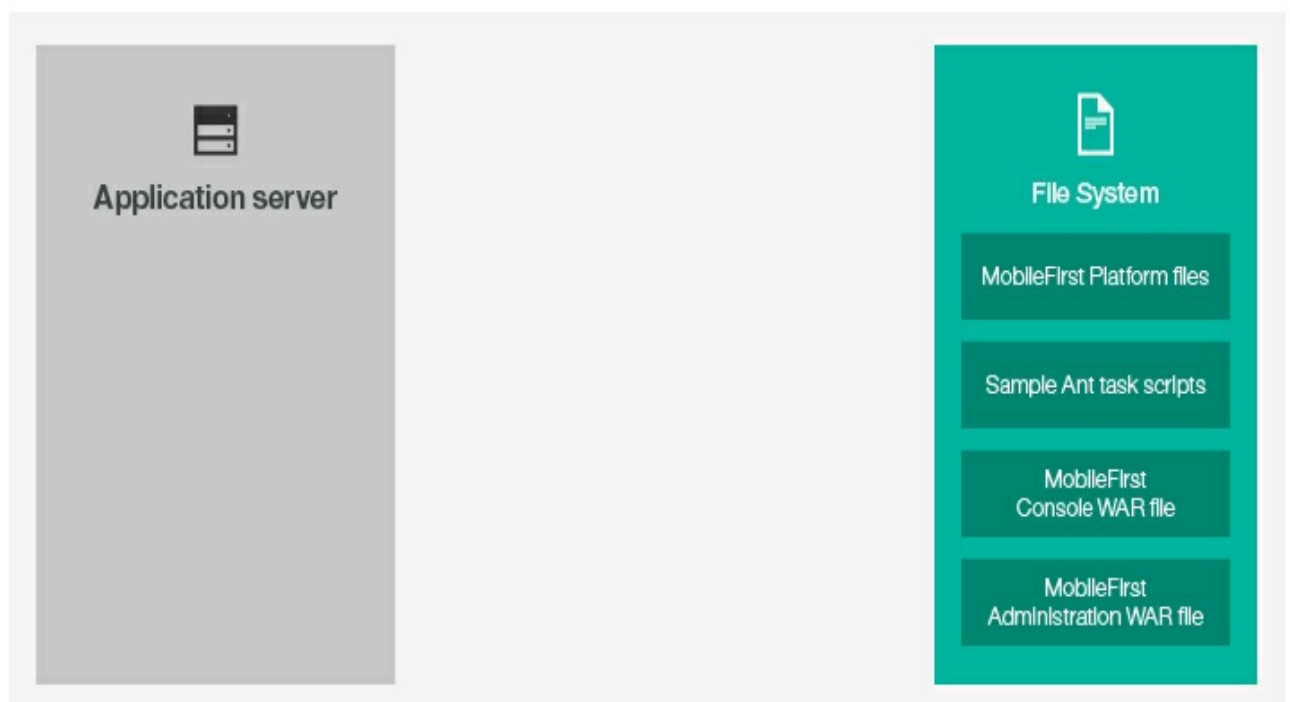 Application server
File System
MobileFirst Platform files
Sample Ant task scripts
MobileFirst
Console WAR file
MobileFirst
Administration WAR file